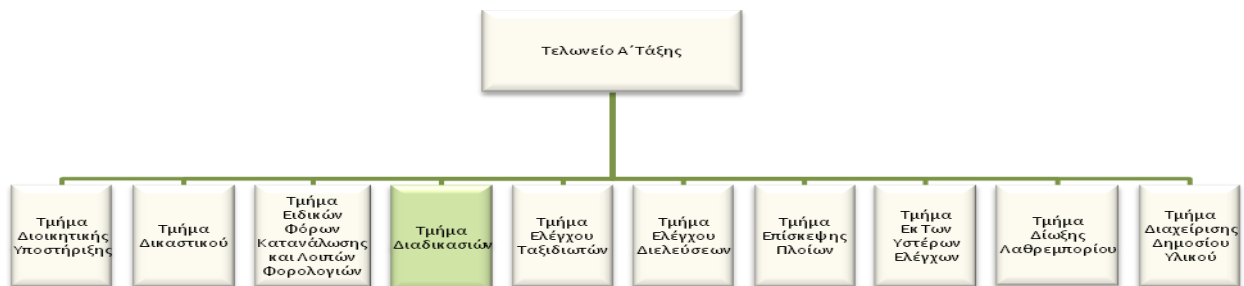 Τελωνείο Α΄Τάξης
Τμήμα
Διοικητικής
Υποστήριξης
Τμήμα
Δικαστικού
Τμήμα
Ειδικών
Φόρων
Κατανάλωσης
και Λοιπών
Φορολογιών
Τμήμα
Διαδικασιών
Τμήμα
Ελέγχου
Ταξιδιωτών
Τμήμα
Ελέγχου
Διελεύσεων
Τμήμα
Επίσκεψης
Πλοίων
Τμήμα
Εκ Των
Υστέρων
Ελέγχων
Τμήμα
Δίωξης
Λαθρεμπορίου
Τμήμα
Διαχείρισης
Δημοσίου
Υλικού